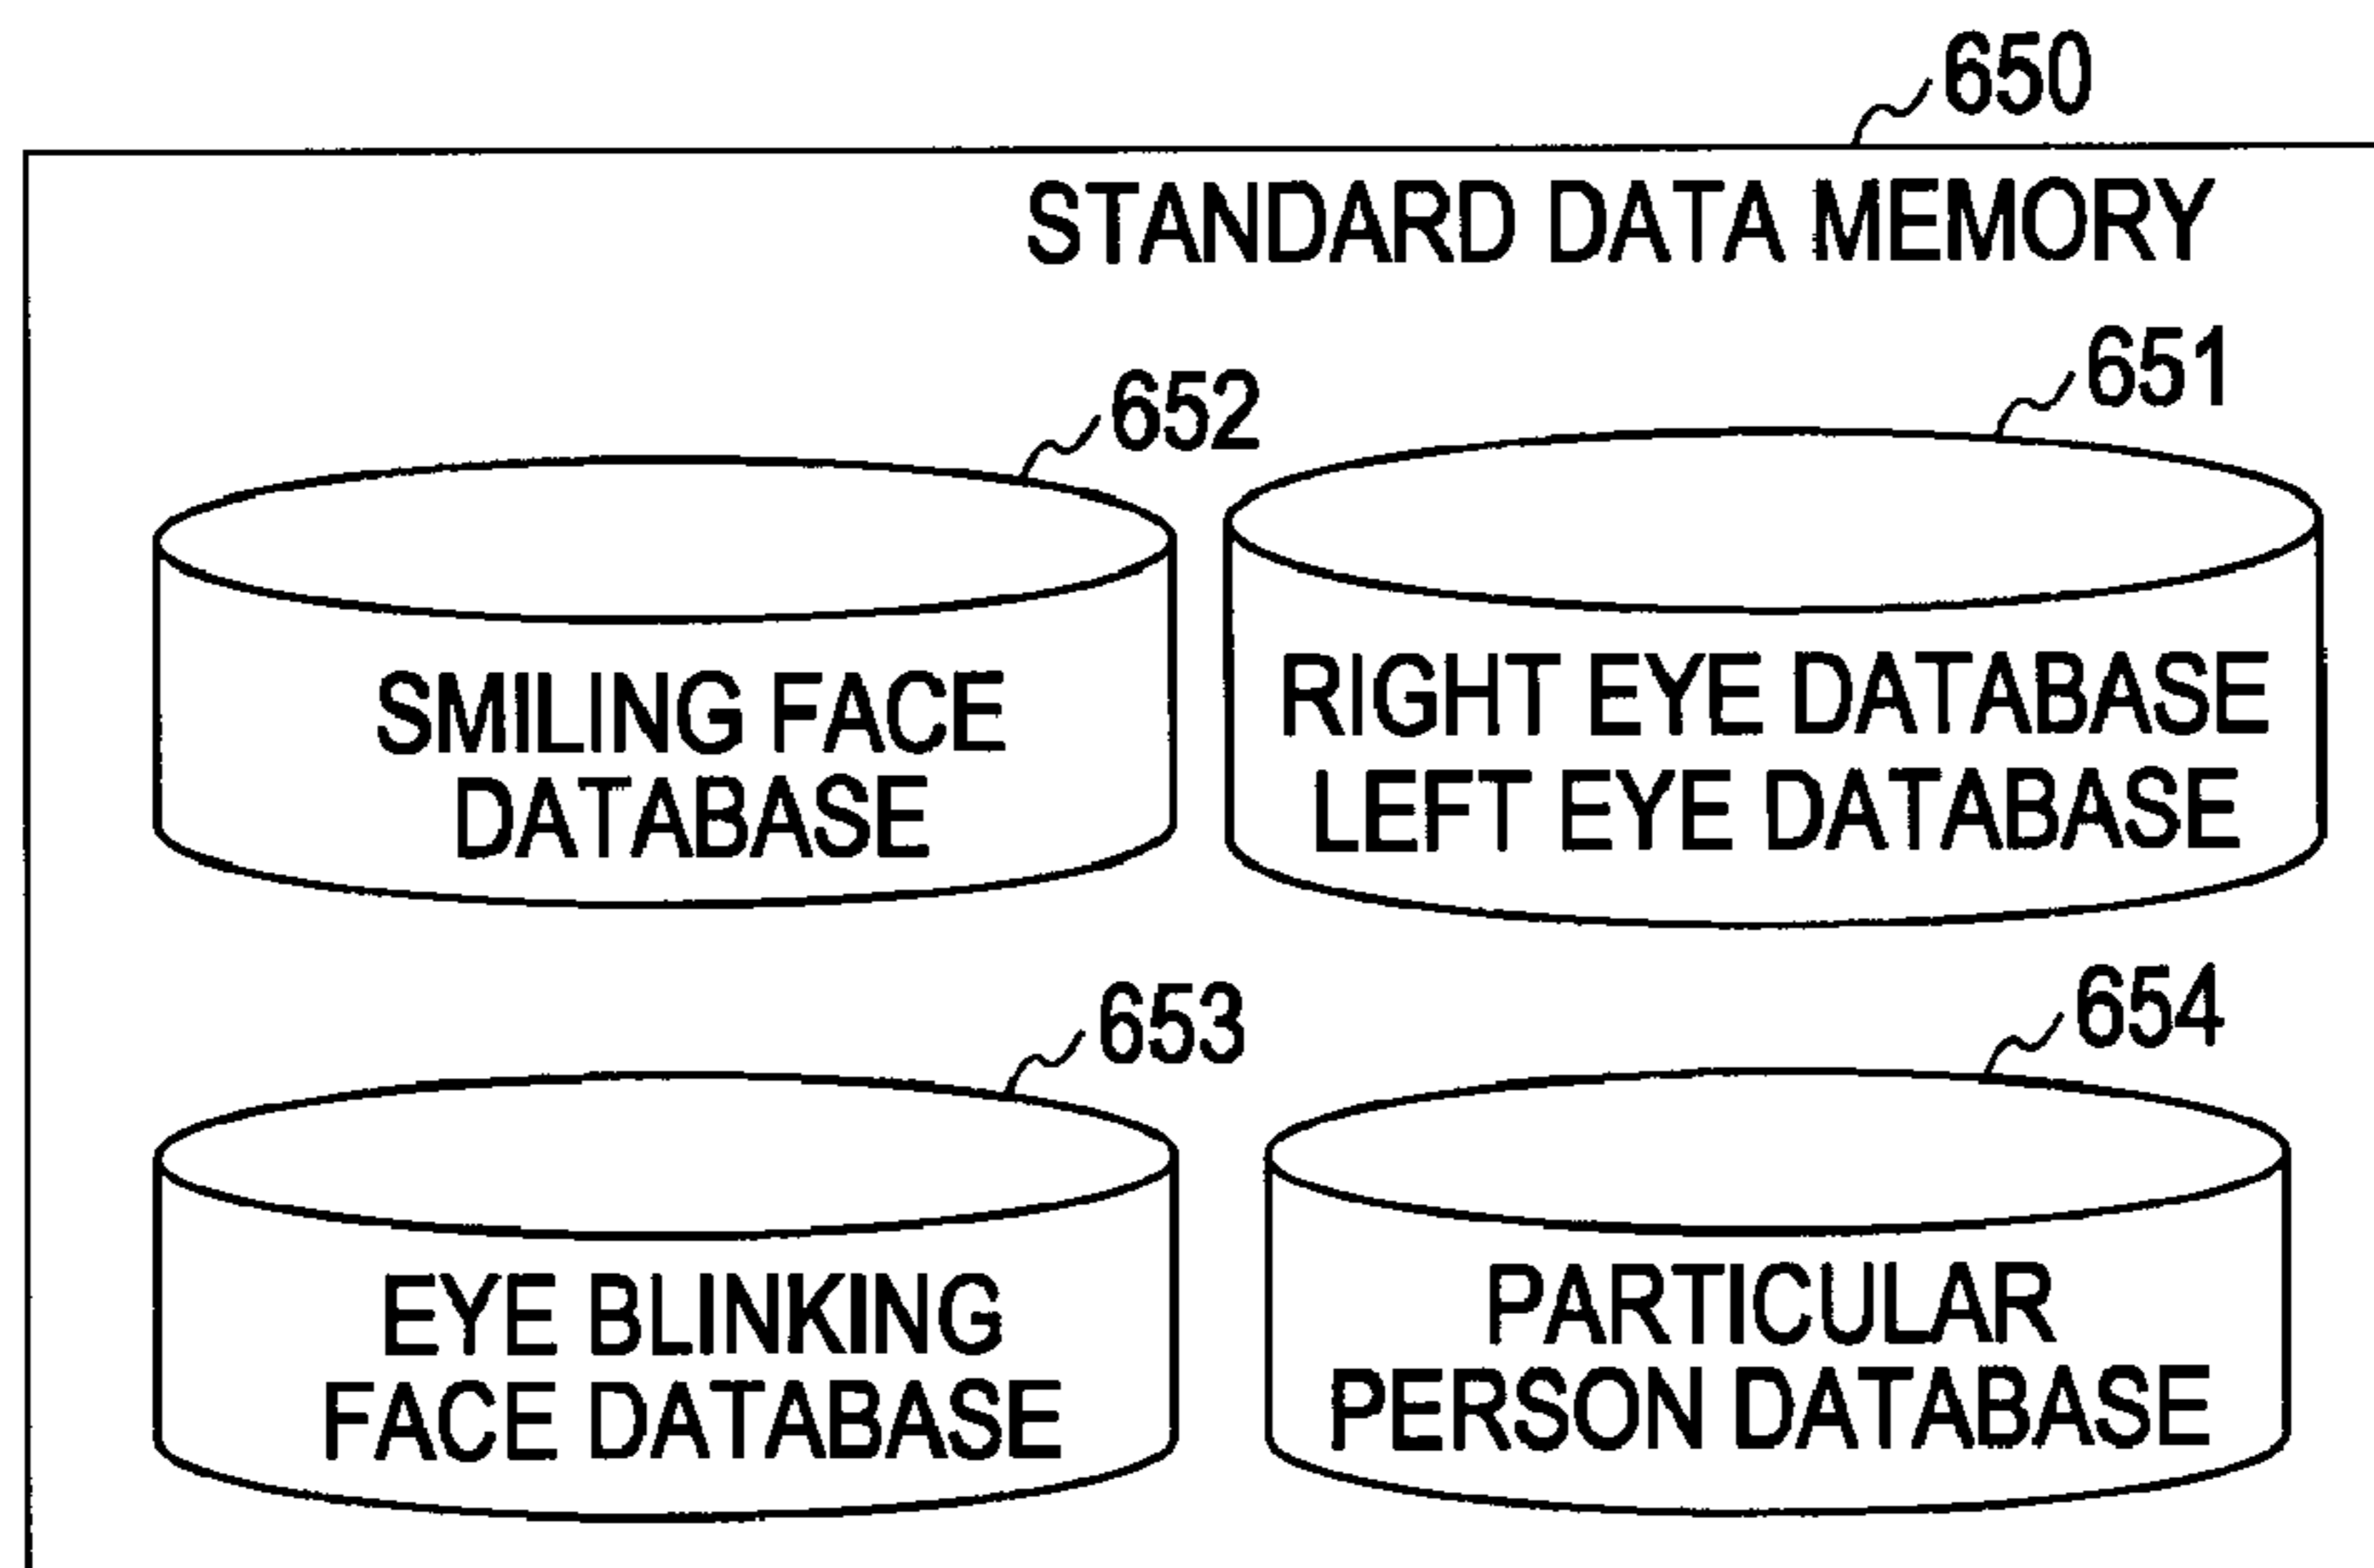 650
STANDARD DATA MEMORY
652
SMILING FACE
DATABASE
651
RIGHT EYE DATABASE
LEFT EYE DATABASE
653
EYE BLINKING
FACE DATABASE
654
PARTICULAR
PERSON DATABASE